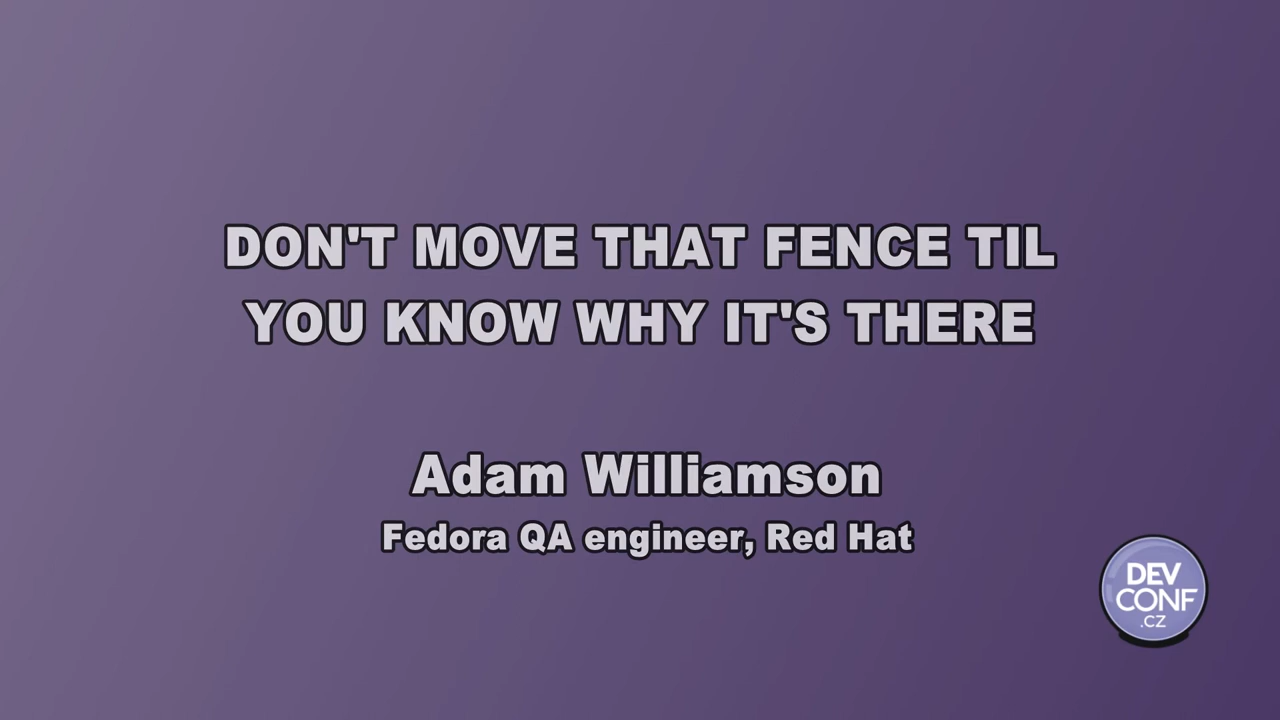 DON'T MOVE THAT FENCE TIL
YOU KNOW WHY IT'S THERE
Adam Williamson
Fedora QA engineer, Red Hat
DEV
CONF
.CZ